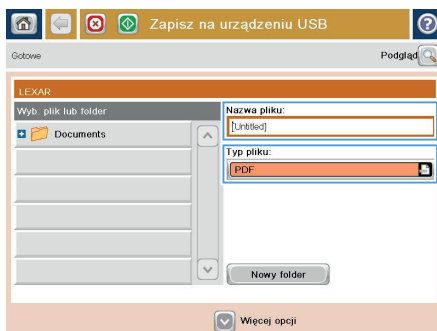 Zapisz na urządzeniu USB
Gotowe
Podgląd
LEXAR
Wyb. plik lub folder
Nazwa pliku:
[Untitled]
Documents
Typ pliku:
PDF
Nowy folder
Więcej opcji